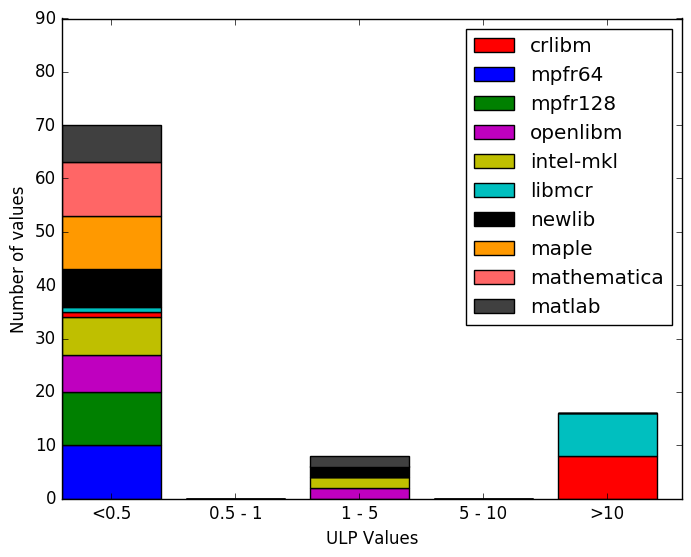 90
80
70
60
50
40
30
20
10
0
Number of values
crlibm
mpfr64
mpfr128
openlibm
intel-mkl
libmcr
newlib
maple
mathematica
matlab
<0.5
0.5 - 1
1 - 5
5 - 10
>10
ULP Values